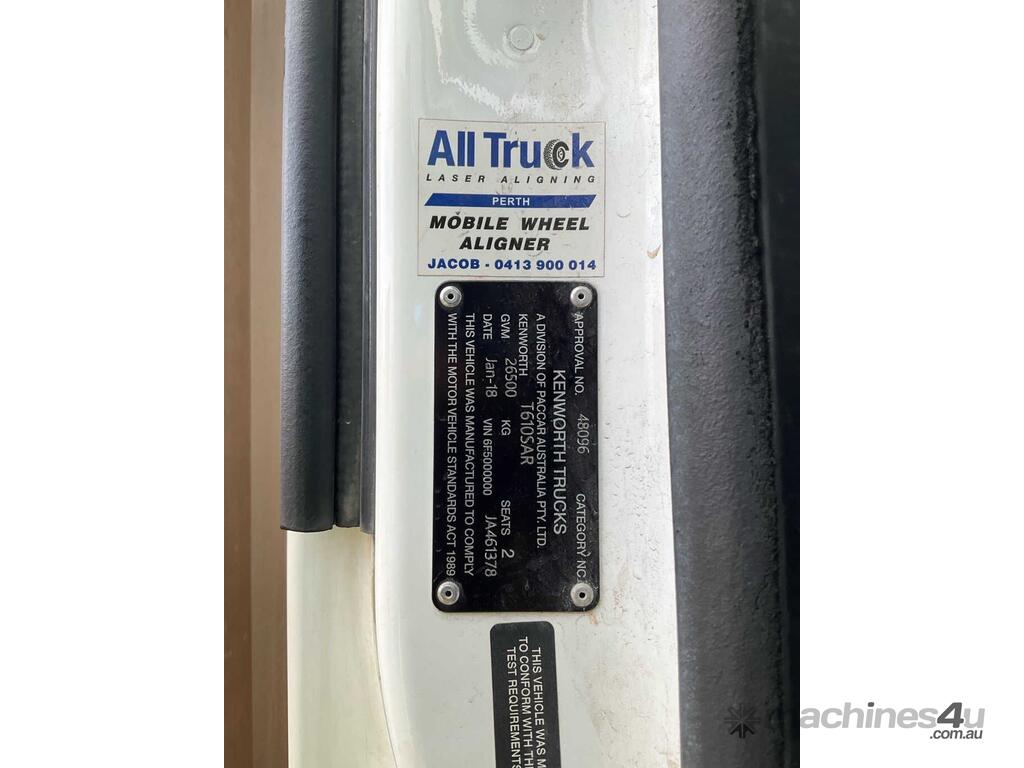 All Truck
LASER ALIGNING
PERTH
MOBILE WHEEL
ALIGNER
JACOB - 0413 900 014
APPROVAL NO. 48096 CATEGORY NC.
KENWORTH TRUCKS
A DIVISION OF PACCAR AUSTRALIA PTY. LTD.
KENWORTH T610SAR
GVM 26500 KG SEATS 2
DATE Jan-18 VIN 6F5000000 JA461378
THIS VEHICLE WAS MANUFACTURED TO COMPLY
WITH THE MOTOR VEHICLE STANDARDS ACT 1989
THIS VEHICLE WAS M
TO CONFORM WITH TH
TEST REQUIREMENTS
machines4u
.com.au